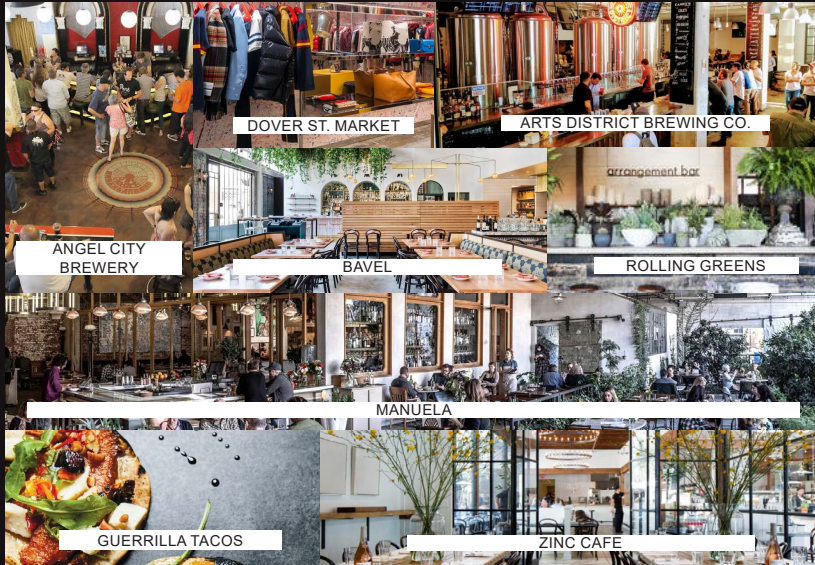 DOVER ST. MARKET
ARTS DISTRICT BREWING CO.
ANGEL CITY
BREWERY
BAVEL
arrangement bar
ROLLING GREENS
MANUELA
GUERRILLA TACOS
ZINC CAFE